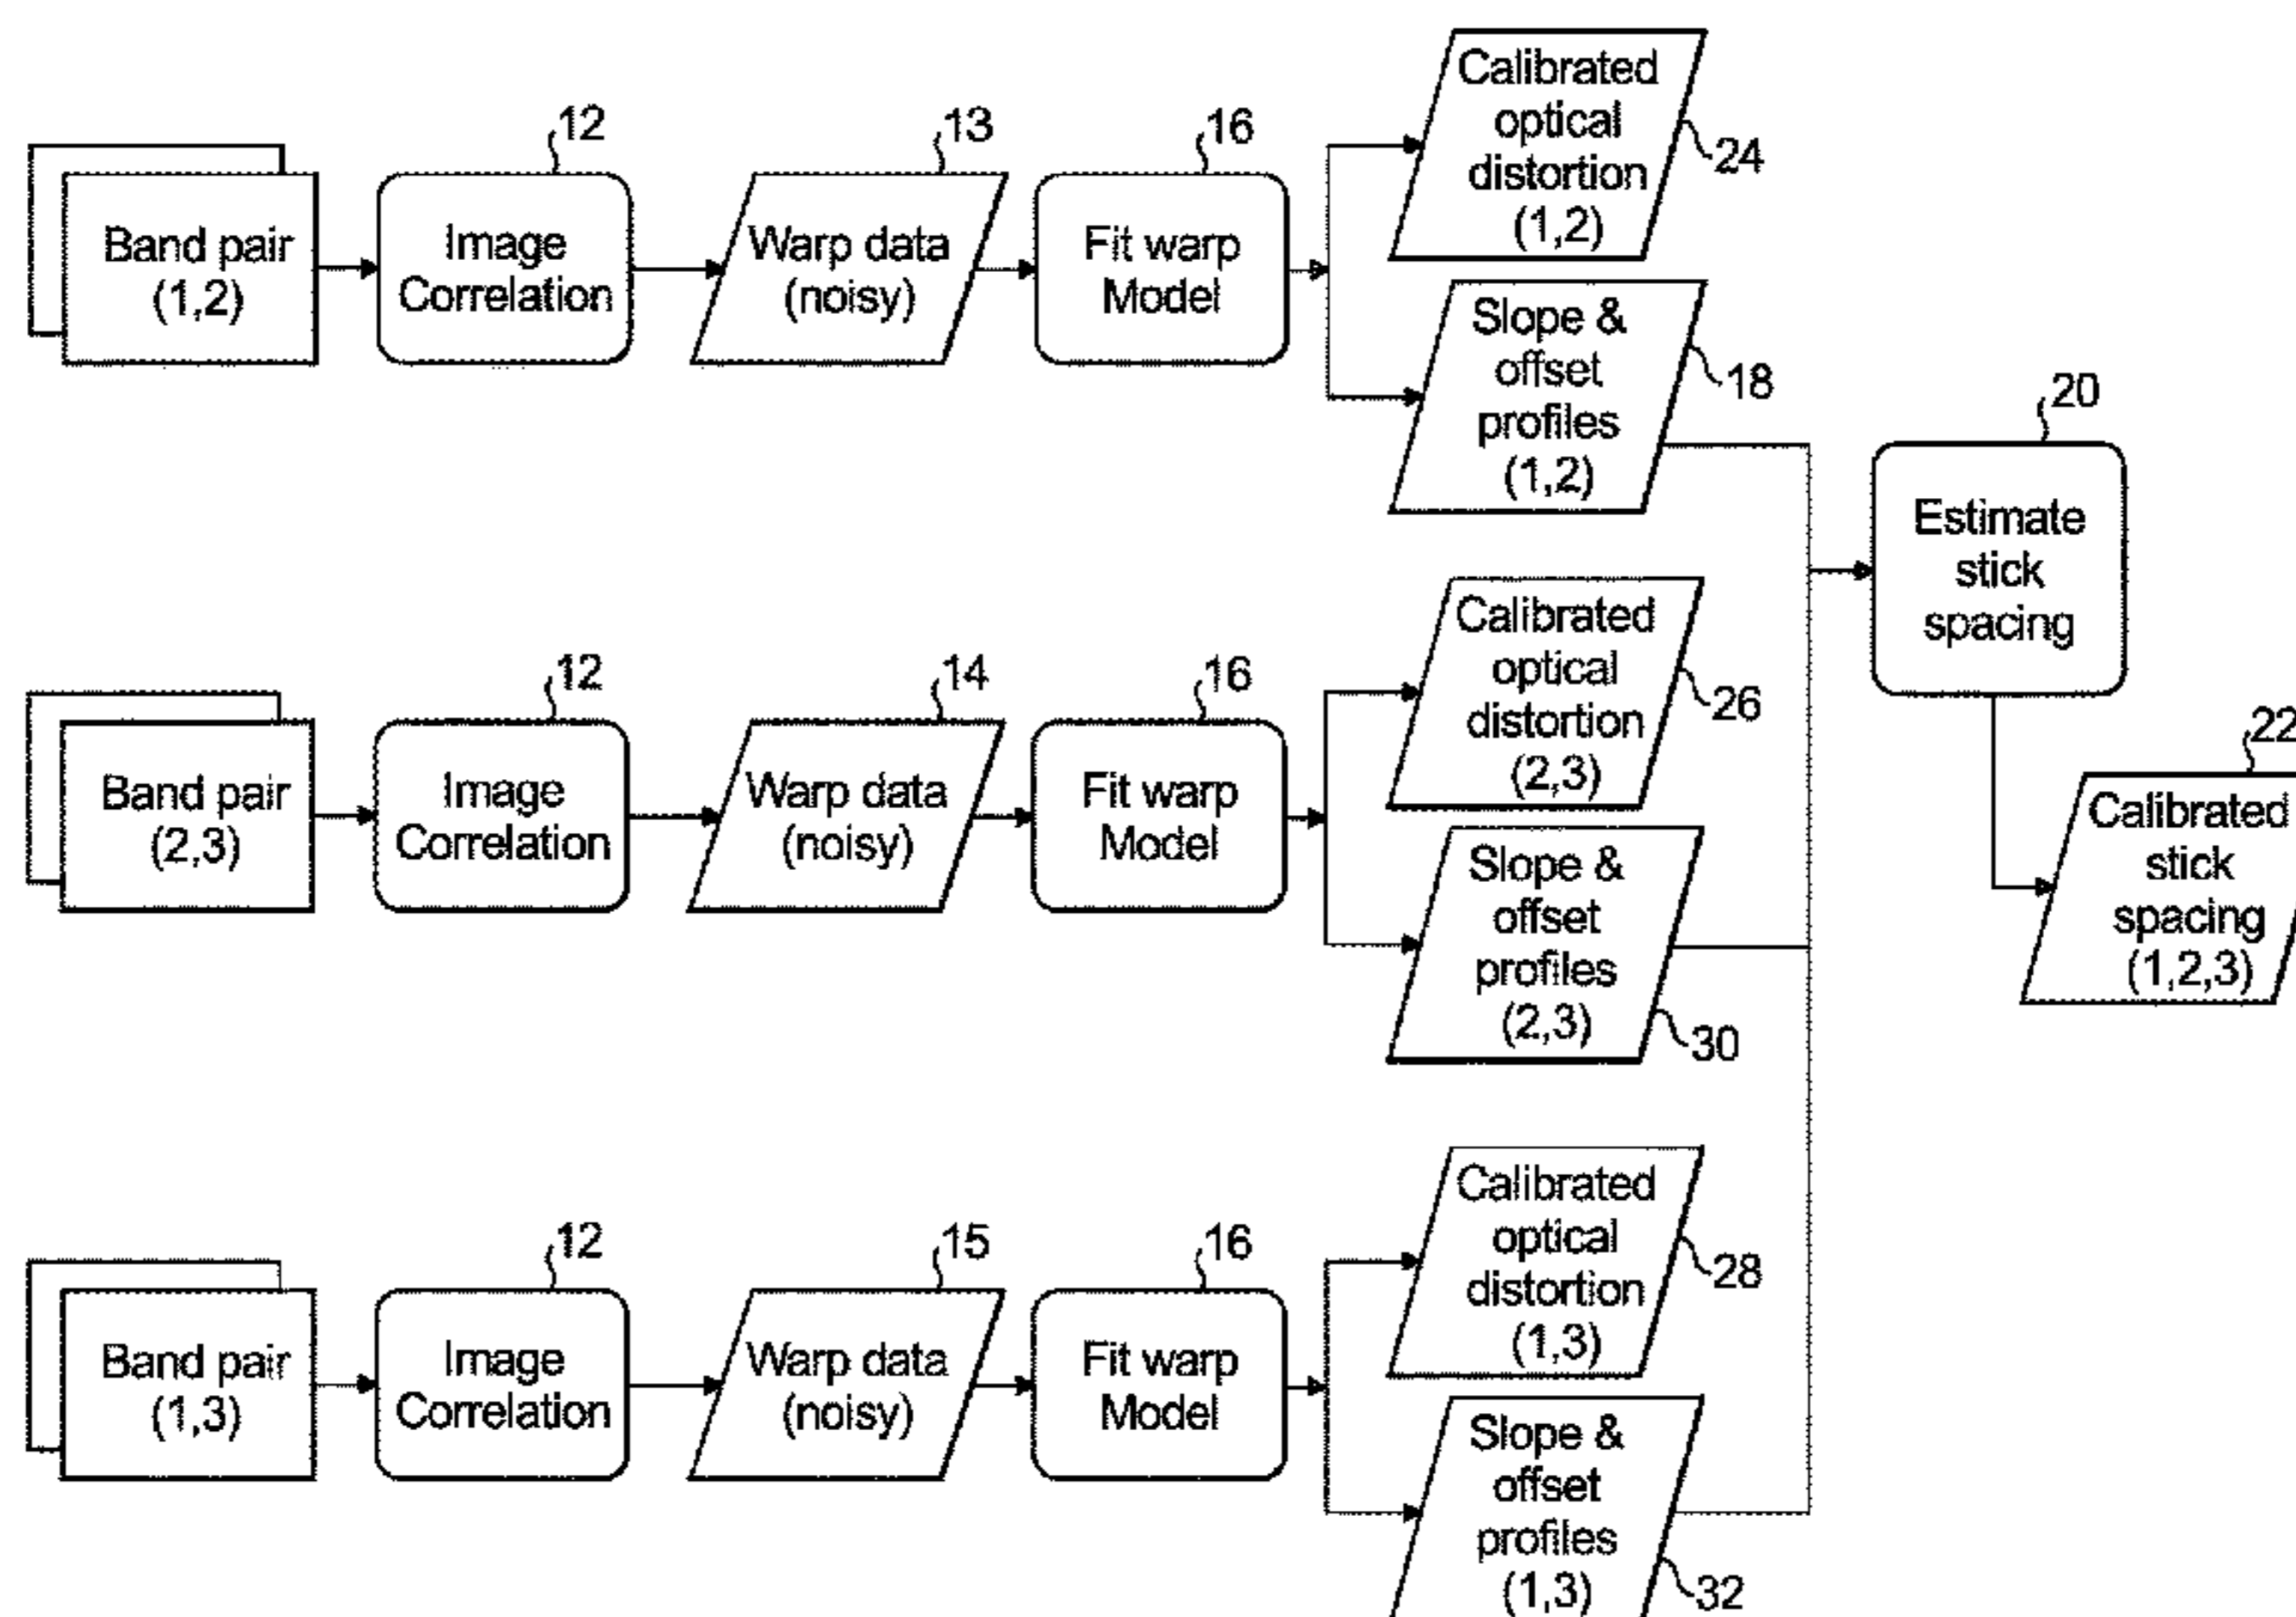 12
13
16
Band pair
(1,2)
Image
Correlation
Warp data
(noisy)
Fit warp
Model
Calibrated
optical
distortion
(1,2)
24
Slope &
offset
profiles
(1,2)
18
20
Estimate
stick
spacing
22
Calibrated
stick
spacing
(1,2,3)
12
14
16
Band pair
(2,3)
Image
Correlation
Warp data
(noisy)
Fit warp
Model
Calibrated
optical
distortion
(2,3)
26
Slope &
offset
profiles
(2,3)
30
12
15
16
Band pair
(1,3)
Image
Correlation
Warp data
(noisy)
Fit warp
Model
Calibrated
optical
distortion
(1,3)
28
Slope &
offset
profiles
(1,3)
32